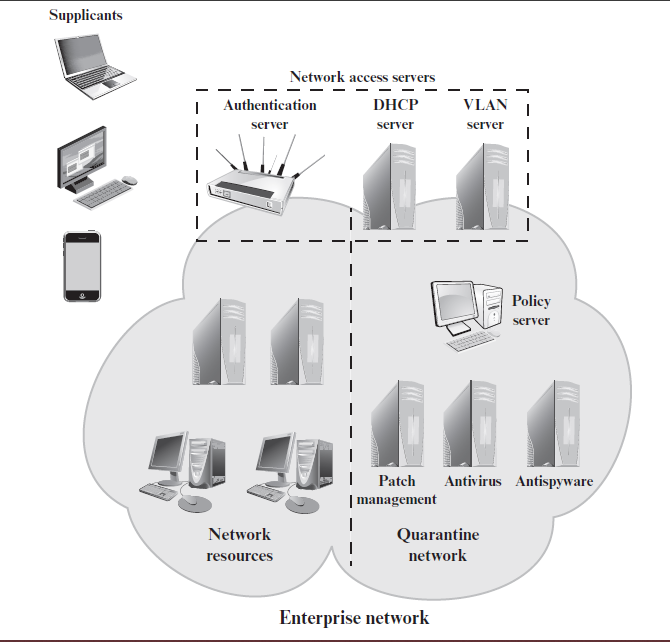 Supplicants
Network access servers
Authentication
server
DHCP
server
VLAN
server
Policy
server
Patch
management
Antivirus
Antispyware
Network
resources
Quarantine
network
Enterprise network